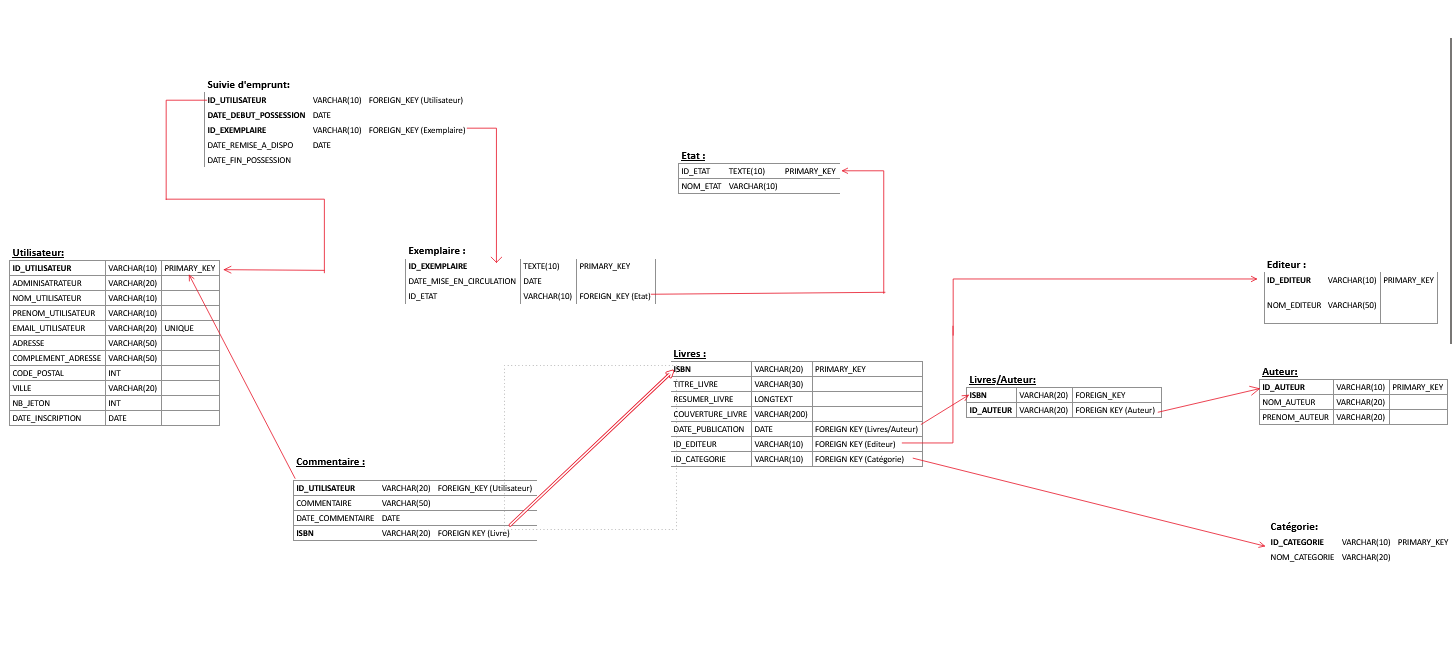 Suivie d'emprunt:
ID_UTILISATEUR VARCHAR(10) FOREIGN_KEY (Utilisateur)
DATE_DEBUT_POSSESSION DATE
ID_EXEMPLAIRE VARCHAR(10) FOREIGN_KEY (Exemplaire)
DATE_REMISE_A_DISPO DATE
DATE_FIN_POSSESSION
Etat :
ID_ETAT TEXTE(10) PRIMARY_KEY
NOM_ETAT VARCHAR(10)
Utilisateur:
ID_UTILISATEUR VARCHAR(10) PRIMARY_KEY
ADMINISATRATEUR VARCHAR(20)
NOM_UTILISATEUR VARCHAR(10)
PRENOM_UTILISATEUR VARCHAR(10)
EMAIL_UTILISATEUR VARCHAR(20) UNIQUE
ADRESSE VARCHAR(50)
COMPLEMENT_ADRESSE VARCHAR(50)
CODE_POSTAL INT
VILLE VARCHAR(20)
NB_JETON INT
DATE_INSCRIPTION DATE
Exemplaire :
ID_EXEMPLAIRE TEXTE(10) PRIMARY_KEY
DATE_MISE_EN_CIRCULATION DATE
ID_ETAT VARCHAR(10) FOREIGN_KEY (Etat)
Editeur :
ID_EDITEUR VARCHAR(10) PRIMARY_KEY
NOM_EDITEUR VARCHAR(50)
Livres :
ISBN VARCHAR(20) PRIMARY_KEY
TITRE_LIVRE VARCHAR(30)
RESUMER_LIVRE LONGTEXT
COUVERTURE_LIVRE VARCHAR(200)
DATE_PUBLICATION DATE FOREIGN KEY (Livres/Auteur)
ID_EDITEUR VARCHAR(10) FOREIGN KEY (Editeur)
ID_CATEGORIE VARCHAR(10) FOREIGN KEY (Catégorie)
Livres/Auteur:
ISBN VARCHAR(20) FOREIGN_KEY
ID_AUTEUR VARCHAR(20) FOREIGN KEY (Auteur)
Auteur:
ID_AUTEUR VARCHAR(10) PRIMARY_KEY
NOM_AUTEUR VARCHAR(20)
PRENOM_AUTEUR VARCHAR(20)
Commentaire :
ID_UTILISATEUR VARCHAR(20) FOREIGN_KEY (Utilisateur)
COMMENTAIRE VARCHAR(50)
DATE_COMMENTAIRE DATE
ISBN VARCHAR(20) FOREIGN KEY (Livre)
Catégorie:
ID_CATEGORIE VARCHAR(10) PRIMARY_KEY
NOM_CATEGORIE VARCHAR(20)